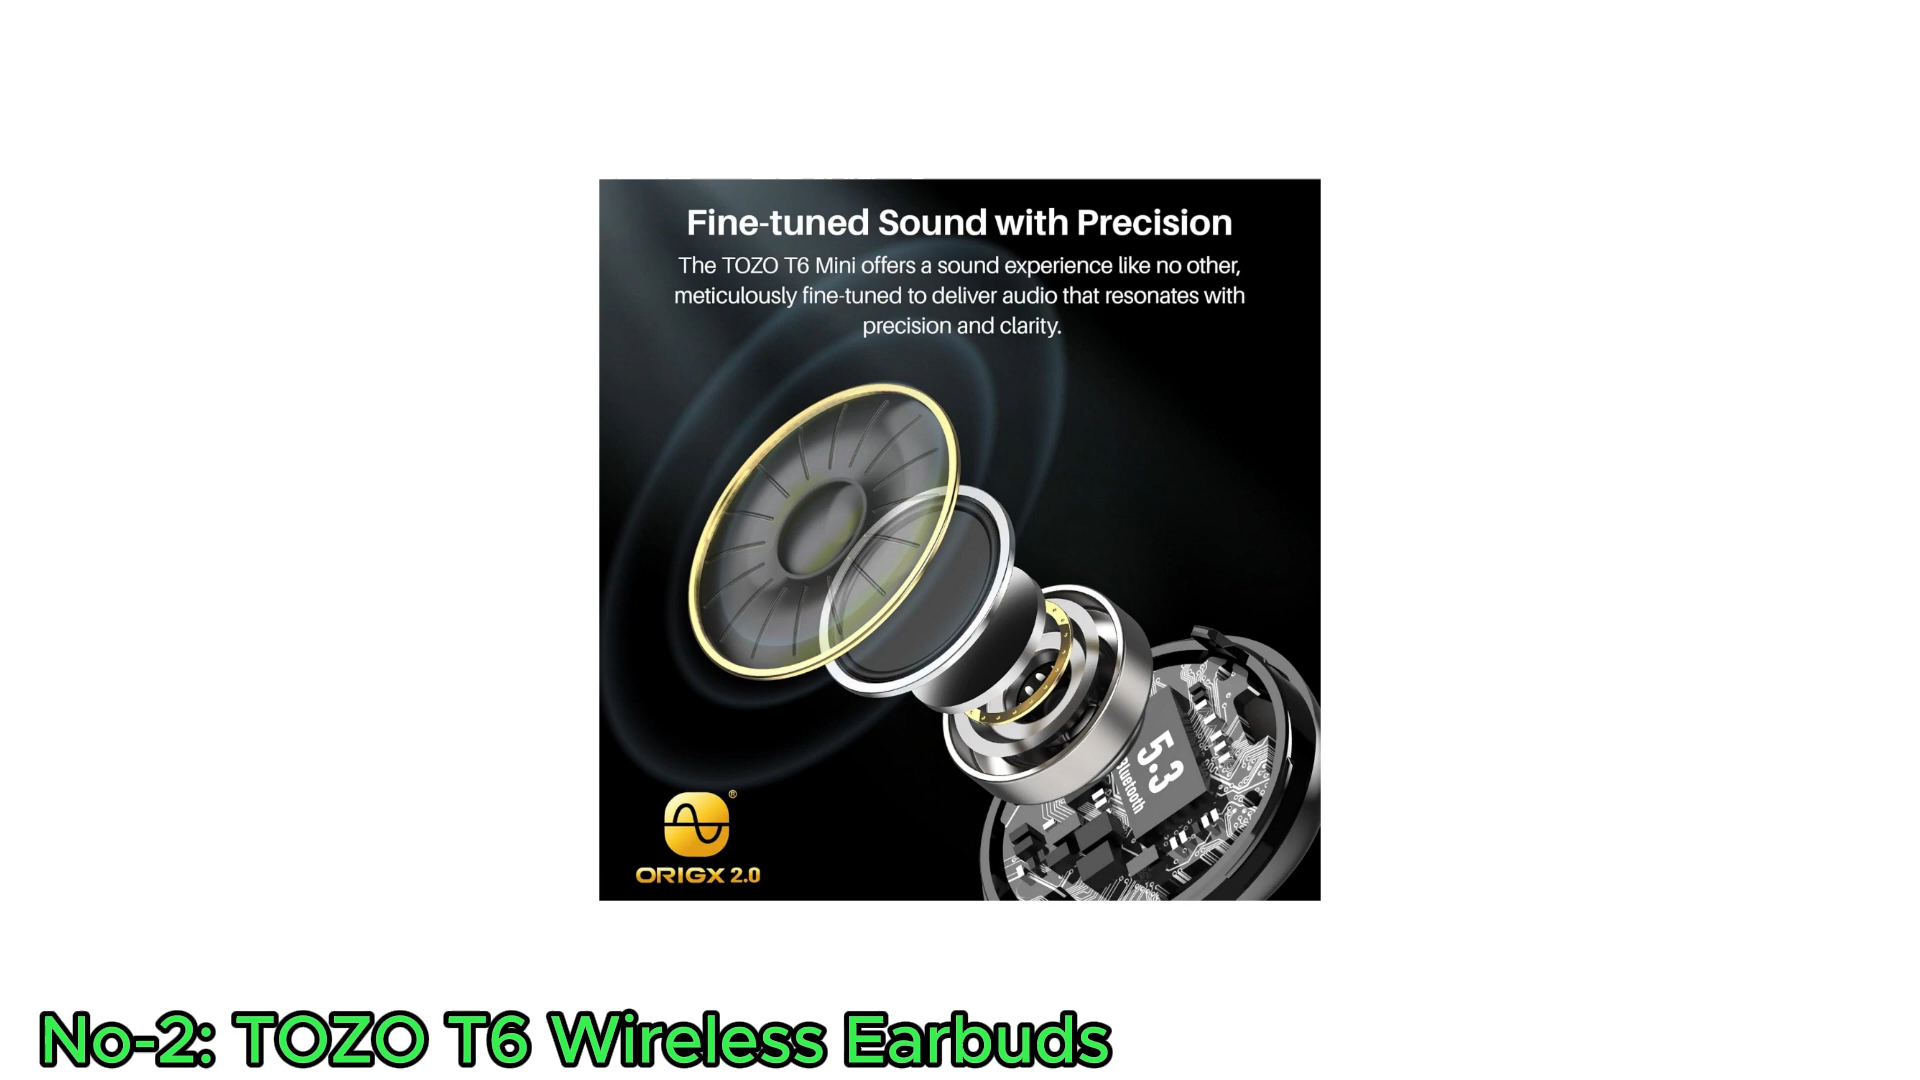 Fine-tuned Sound with Precision
The TOZO T6 Mini offers a sound experience like no other,
meticulously fine-tuned to deliver audio that resonates with
precision and clarity.
5.3
Bluetooth
®
ORIGX 2.0
No-2: TOZO T6 Wireless Earbuds